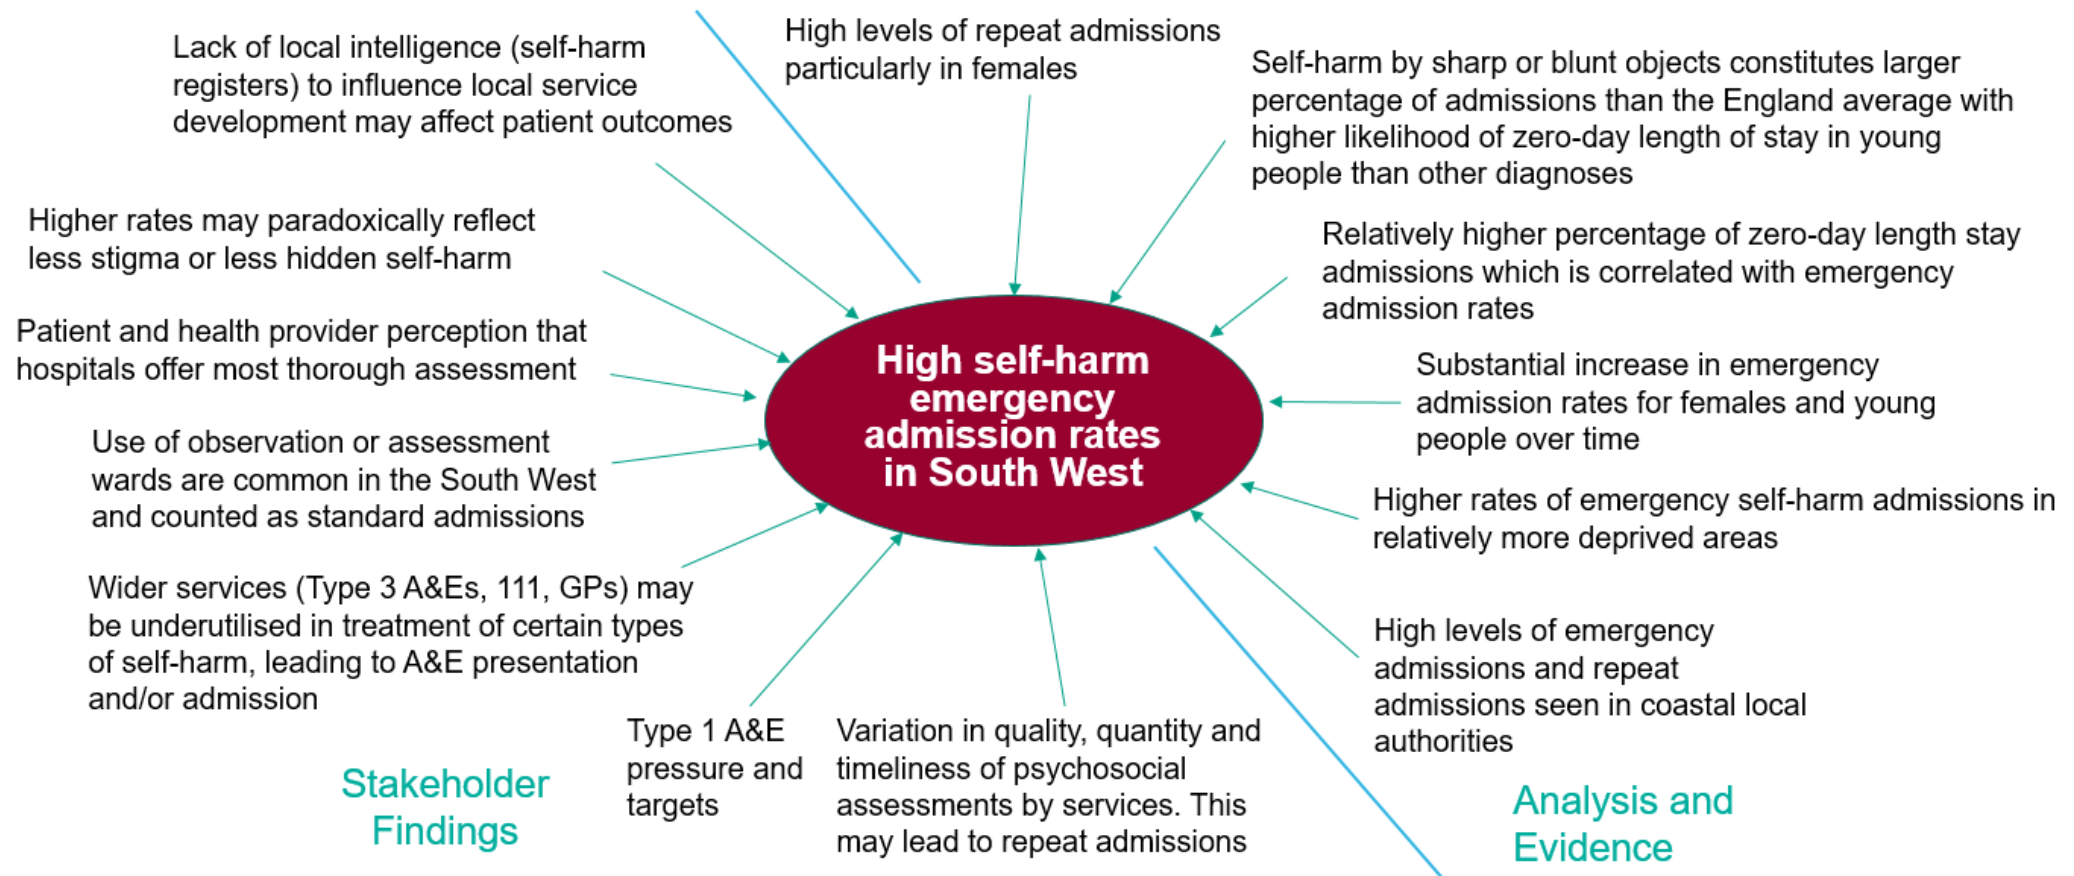 Lack of local intelligence (self-harm
registers) to influence local service
development may affect patient outcomes
High levels of repeat admissions
particularly in females
Self-harm by sharp or blunt objects constitutes larger
percentage of admissions than the England average with
higher likelihood of zero-day length of stay in young
people than other diagnoses
Higher rates may paradoxically reflect
less stigma or less hidden self-harm
Relatively higher percentage of zero-day length stay
admissions which is correlated with emergency
admission rates
Patient and health provider perception that
hospitals offer most thorough assessment
High self-harm
emergency
admission rates
in South West
Substantial increase in emergency
admission rates for females and young
people over time
Use of observation or assessment
wards are common in the South West
and counted as standard admissions
Higher rates of emergency self-harm admissions in
relatively more deprived areas
Wider services (Type 3 A&Es, 111, GPs) may
be underutilised in treatment of certain types
of self-harm, leading to A&E presentation
and/or admission
High levels of emergency
admissions and repeat
admissions seen in coastal local
authorities
Type 1 A&E
pressure and
targets
Variation in quality, quantity and
timeliness of psychosocial
assessments by services. This
may lead to repeat admissions
Stakeholder
Findings
Analysis and
Evidence